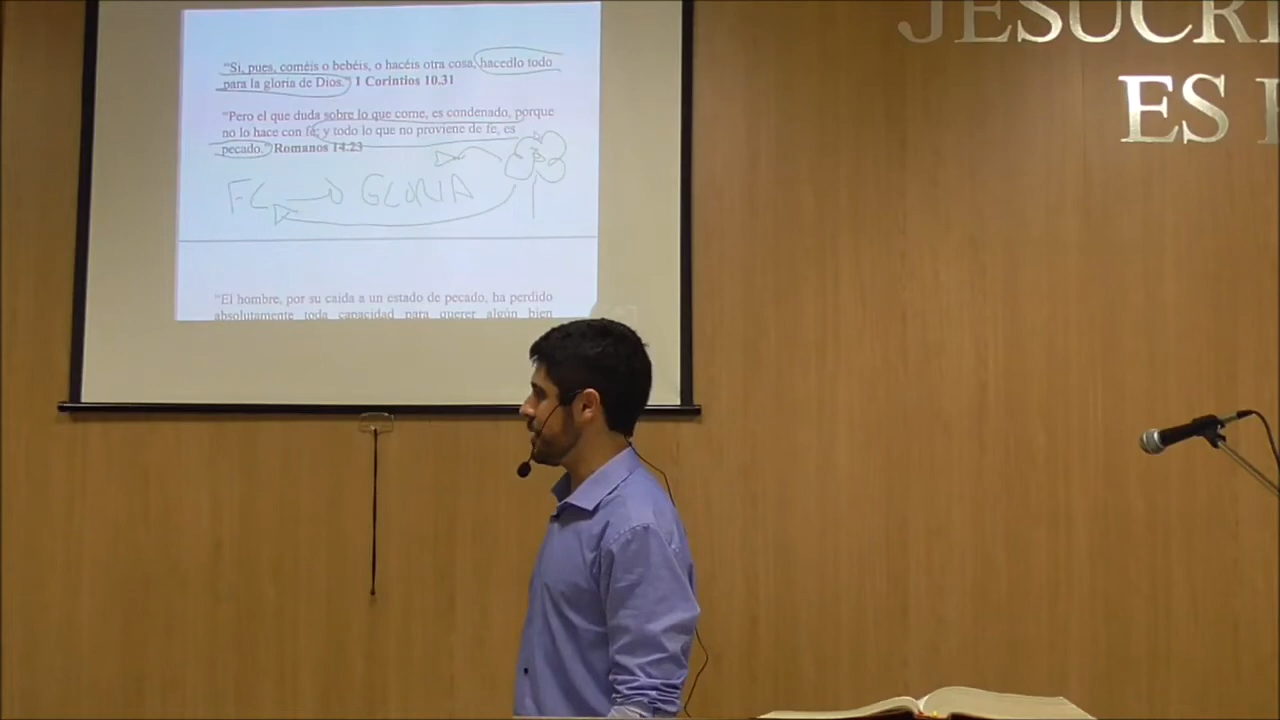 "Si, pues, coméis o bebéis, o hacéis otra cosa, hacedlo todo
para la gloria de Dios." 1 Corintios 10.31
"Pero el que duda sobre lo que come, es condenado, porque
no lo hace con fe; y todo lo que no proviene de fe, es
pecado." Romanos 14.23
FE GLORIA
"El hombre, por su caída a un estado de pecado, ha perdido
absolutamente toda capacidad para querer algún bien
JESUCRI
ES